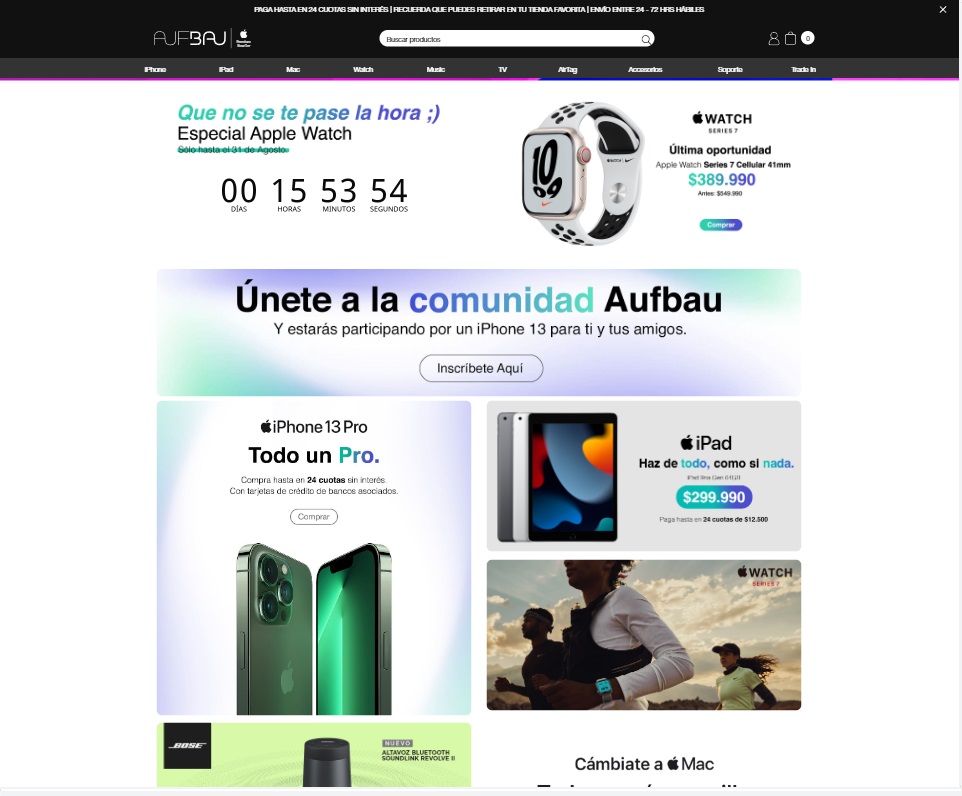 PAGA HASTA EN 24 CUOTAS SIN INTERÉS | RECUERDA QUE PUEDES RETIRAR EN TU TIENDA FAVORITA | ENVÍO ENTRE 24 - 72 HRS HÁBILES
AUFBAU
Premium Reseller
Buscar productos
0
iPhone iPad Mac Watch Music TV AirTag Accesorios Soporte Trade In
Que no se te pase la hora ;)
Especial Apple Watch
Sólo hasta el 31 de Agosto.
00 15 53 54
DÍAS HORAS MINUTOS SEGUNDOS
10
WATCH
SERIES 7
Última oportunidad
Apple Watch Series 7 Cellular 41mm
$389.990
Antes: $549.990
Comprar
Únete a la comunidad Aufbau
Y estarás participando por un iPhone 13 para ti y tus amigos.
Inscríbete Aquí
iPhone 13 Pro
Todo un Pro.
Compra hasta en 24 cuotas sin interés.
Con tarjetas de crédito de bancos asociados.
Comprar
iPad
Haz de todo, como si nada.
$299.990
Paga hasta en 24 cuotas de $12.500
WATCH
SERIES 7
BOSE
NUEVO
ALTAVOZ BLUETOOTH
SOUNDLINK REVOLVE II
Cámbiate a Mac